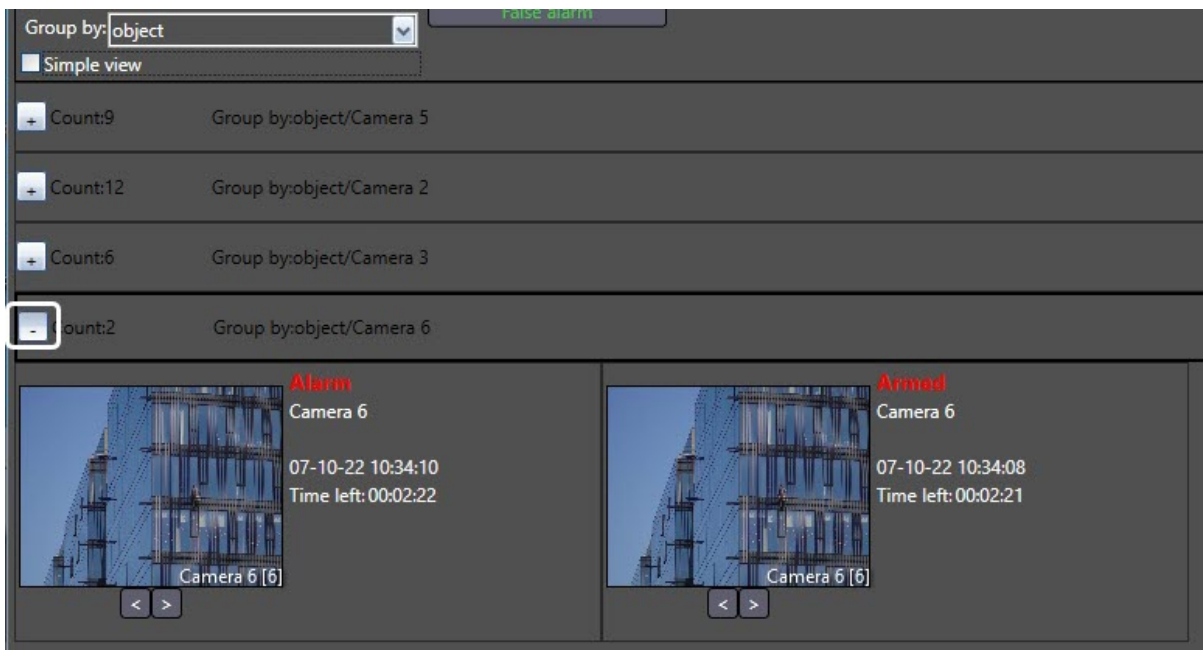 False alarm
Group by: object
Simple view
+ Count:9 Group by:object/Camera 5
+ Count:12 Group by:object/Camera 2
+ Count:6 Group by:object/Camera 3
- Count:2 Group by:object/Camera 6
Alarm
Camera 6
07-10-22 10:34:10
Time left: 00:02:22
Camera 6 [6]
< >
Armed
Camera 6
07-10-22 10:34:08
Time left: 00:02:21
Camera 6 [6]
< >